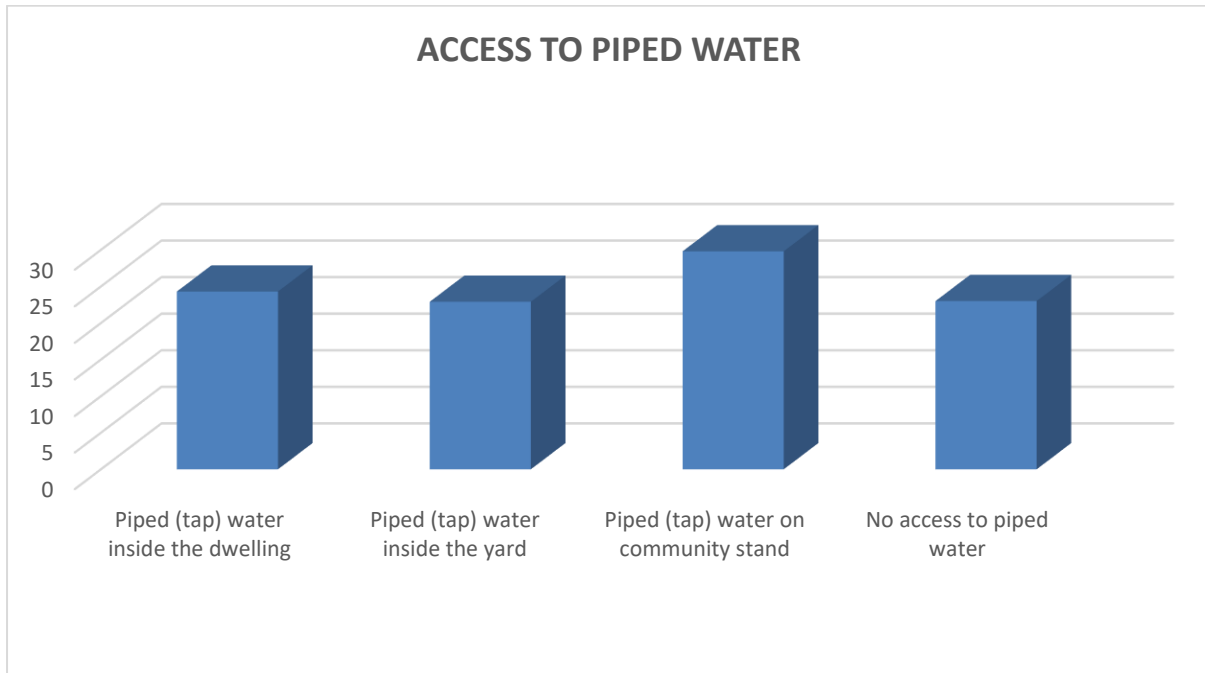 ACCESS TO PIPED WATER
30
25
20
15
10
5
0
Piped (tap) water
inside the dwelling
Piped (tap) water
inside the yard
Piped (tap) water on
community stand
No access to piped
water